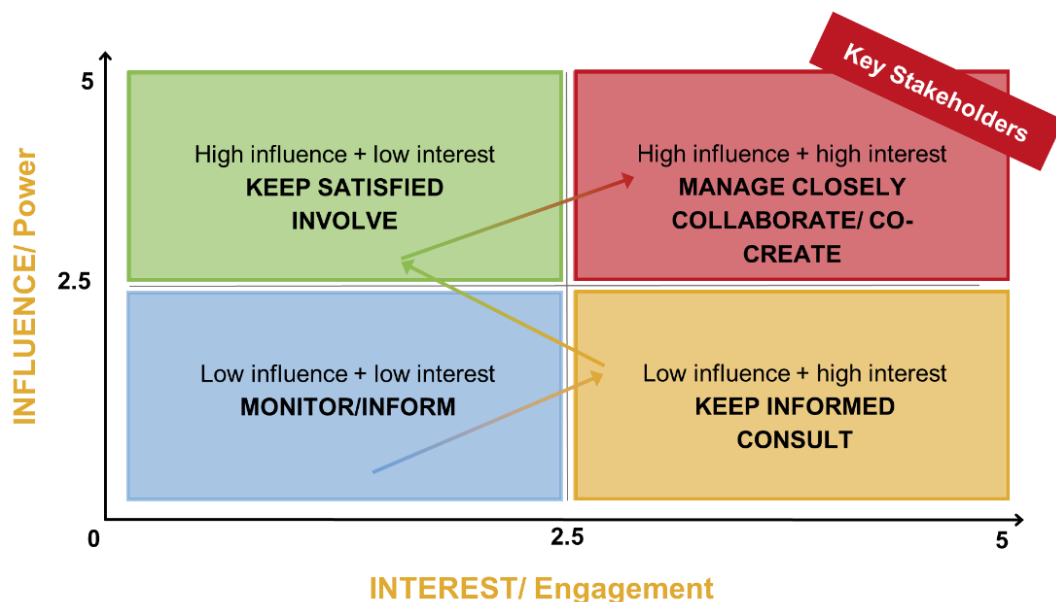 Key Stakeholders
5
High influence + low interest
KEEP SATISFIED
INVOLVE
High influence + high interest
MANAGE CLOSELY
COLLABORATE/ CO-
CREATE
INFLUENCE/ Power
2.5
Low influence + low interest
MONITOR/INFORM
Low influence + high interest
KEEP INFORMED
CONSULT
0
2.5
5
INTEREST/ Engagement